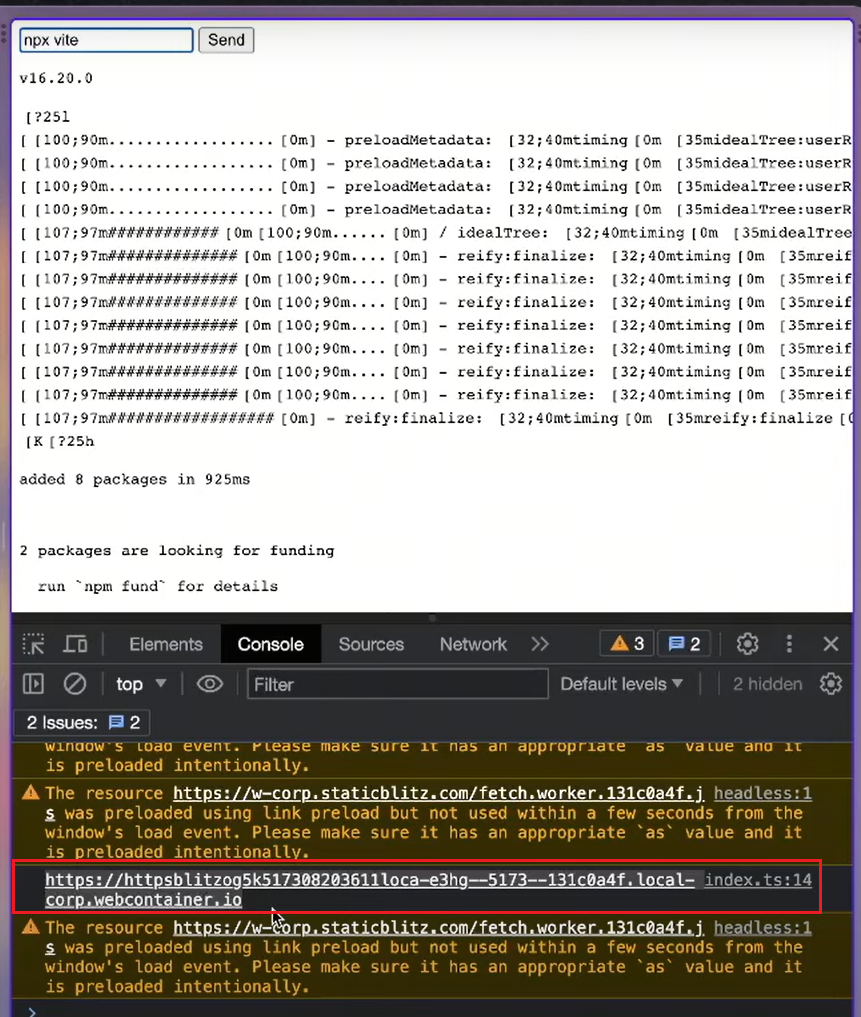 npx vite Send
v16.20.0
[?25l
[ [100;90m.................. [0m] - preloadMetadata: [32;40mtiming [0m [35midealTree:userR
[ [100;90m.................. [0m] - preloadMetadata: [32;40mtiming [0m [35midealTree:userR
[ [100;90m.................. [0m] - preloadMetadata: [32;40mtiming [0m [35midealTree:userR
[ [100;90m.................. [0m] - preloadMetadata: [32;40mtiming [0m [35midealTree:userR
[ [107;97m############ [0m [100;90m...... [0m] / idealTree: [32;40mtiming [0m [35midealTree
[ [107;97m############## [0m [100;90m.... [0m] - reify:finalize: [32;40mtiming [0m [35mreif
[ [107;97m############## [0m [100;90m.... [0m] - reify:finalize: [32;40mtiming [0m [35mreif
[ [107;97m############## [0m [100;90m.... [0m] - reify:finalize: [32;40mtiming [0m [35mreif
[ [107;97m############## [0m [100;90m.... [0m] - reify:finalize: [32;40mtiming [0m [35mreif
[ [107;97m############## [0m [100;90m.... [0m] - reify:finalize: [32;40mtiming [0m [35mreif
[ [107;97m############## [0m [100;90m.... [0m] - reify:finalize: [32;40mtiming [0m [35mreif
[ [107;97m############## [0m [100;90m.... [0m] - reify:finalize: [32;40mtiming [0m [35mreif
[ [107;97m################## [0m] - reify:finalize: [32;40mtiming [0m [35mreify:finalize [0
[K [?25h
added 8 packages in 925ms
2 packages are looking for funding
run `npm fund` for details
Elements Console Sources Network 3 2
top Filter Default levels 2 hidden
2 Issues: 2
window's load event. Please make sure it has an appropriate `as` value and it
is preloaded intentionally.
The resource https://w-corp.staticblitz.com/fetch.worker.131c0a4f.j headless:1
s was preloaded using link preload but not used within a few seconds from the
window's load event. Please make sure it has an appropriate `as` value and it
is preloaded intentionally.
https://httpsblitzog5k517308203611loca-e3hg--5173--131c0a4f.local- index.ts:14
corp.webcontainer.io
The resource https://w-corp.staticblitz.com/fetch.worker.131c0a4f.j headless:1
s was preloaded using link preload but not used within a few seconds from the
window's load event. Please make sure it has an appropriate `as` value and it
is preloaded intentionally.